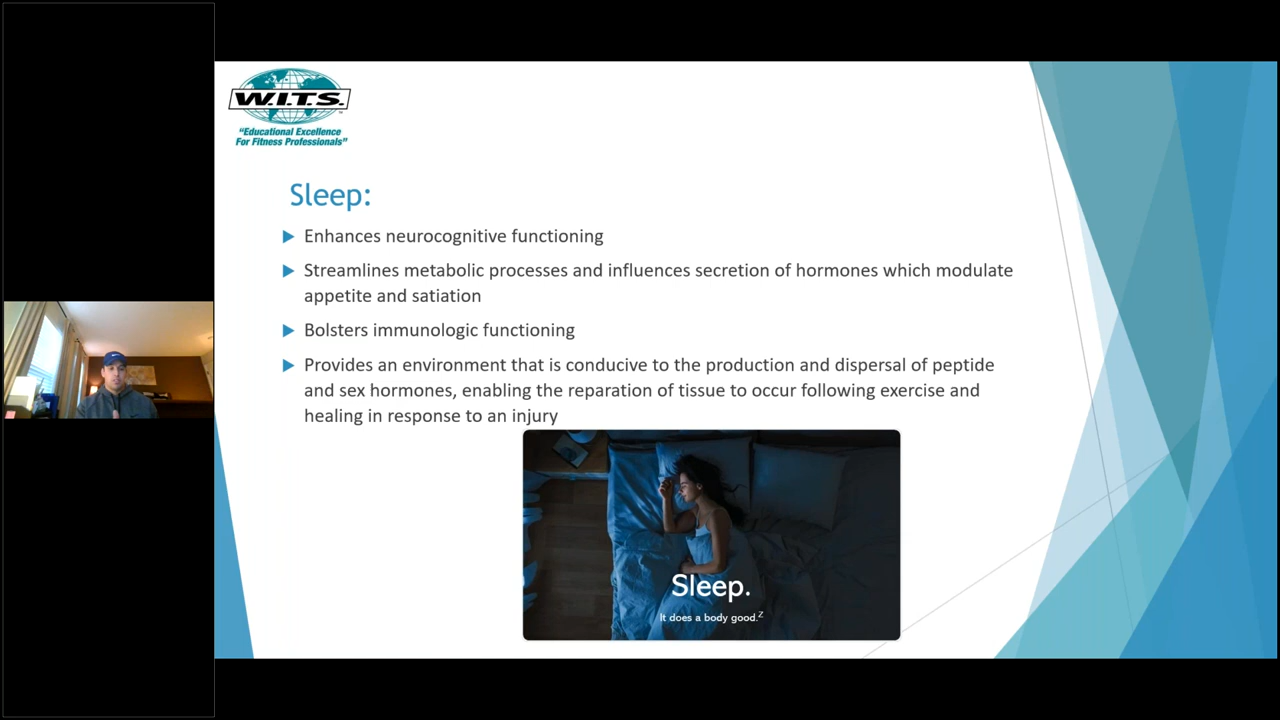 W.I.T.S.
"Educational Excellence
For Fitness Professionals"
Sleep:
Enhances neurocognitive functioning
Streamlines metabolic processes and influences secretion of hormones which modulate
appetite and satiation
Bolsters immunologic functioning
Provides an environment that is conducive to the production and dispersal of peptide
and sex hormones, enabling the reparation of tissue to occur following exercise and
healing in response to an injury
Sleep.
It does a body good.Z